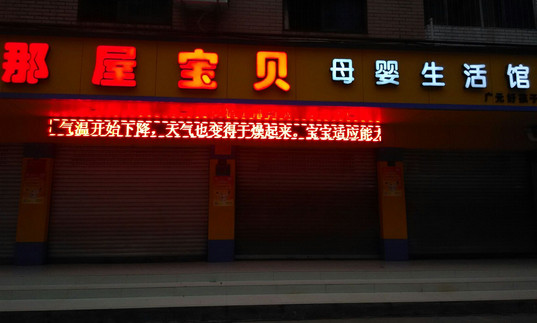 那屋宝贝 母婴生活馆
气温开始下降，天气也变得干燥起来。宝宝适应能